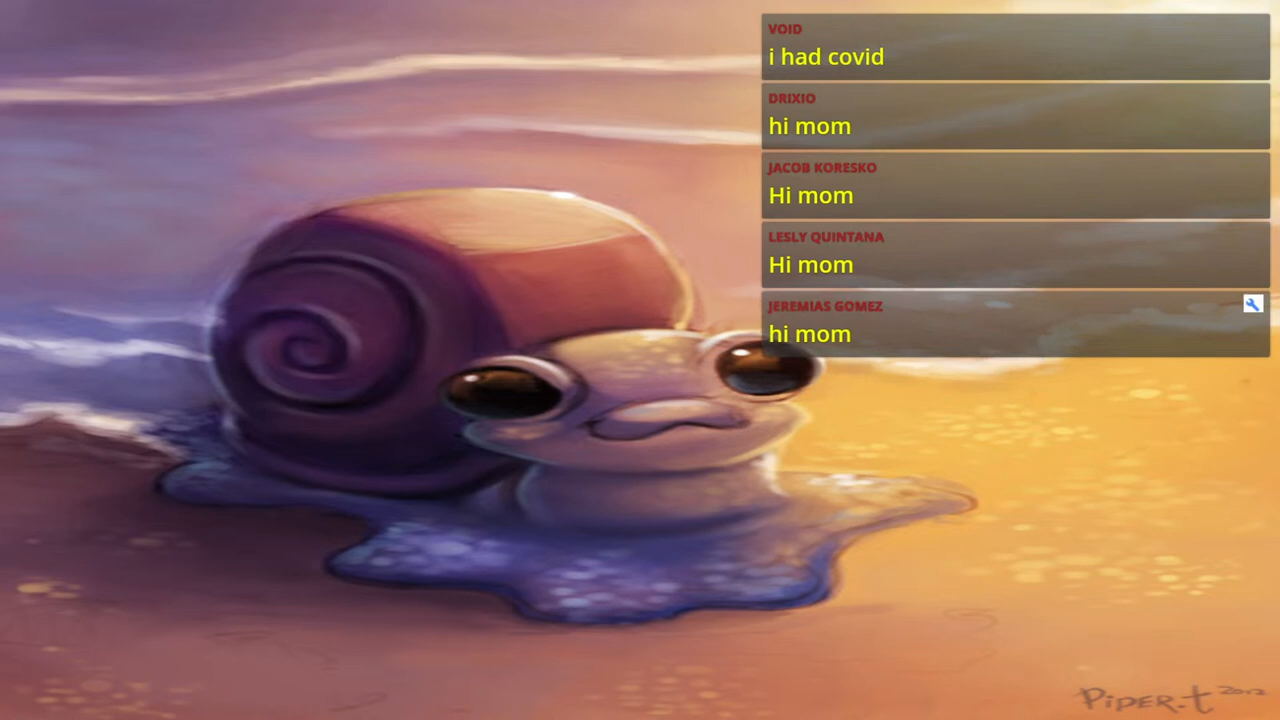 VOID
i had covid
DRIXIO
hi mom
JACOB KORESKO
Hi mom
LESLY QUINTANA
Hi mom
JEREMIAS GOMEZ
hi mom
PiPER.t 2012